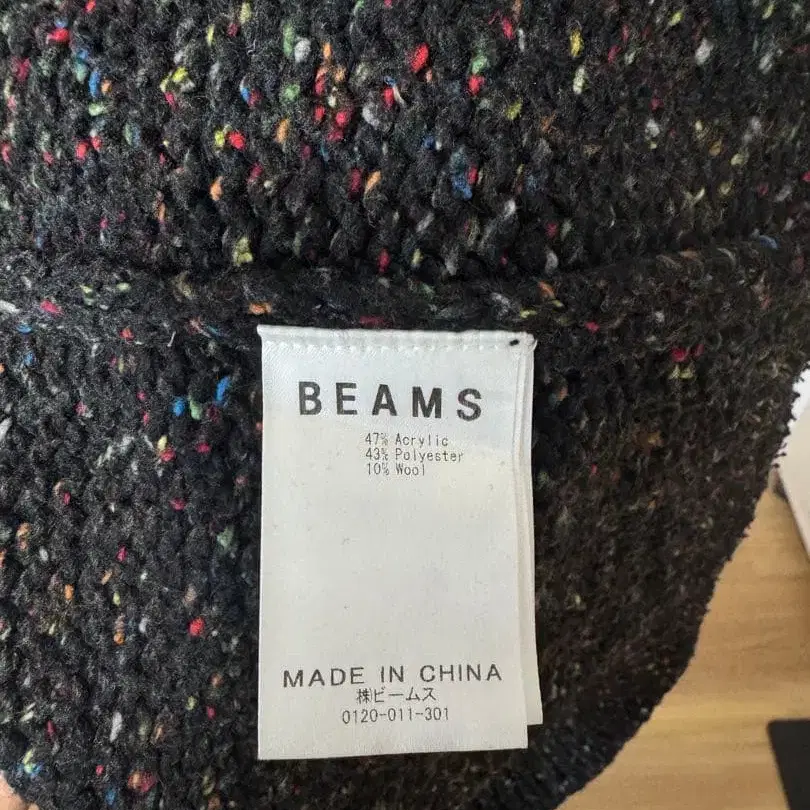 BEAMS
47% Acrylic
43% Polyester
10% Wool
MADE IN CHINA
㈱ビームス
0120-011-301